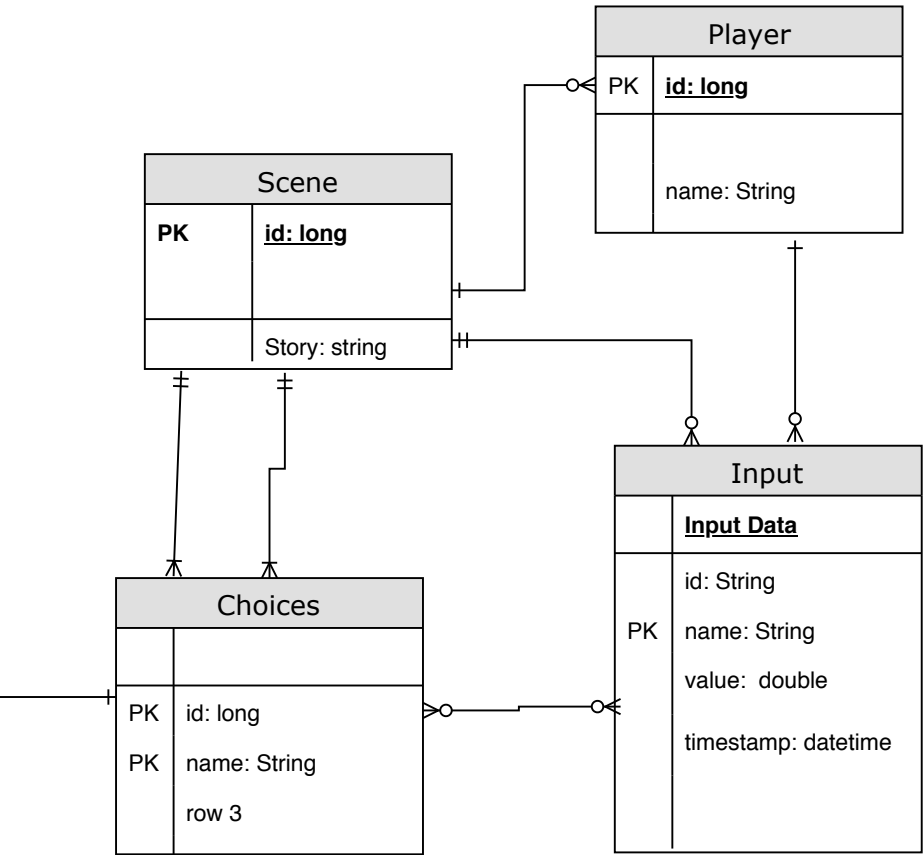 Player
PK id: long
name: String
Scene
PK id: long
Story: string
Input
Input Data
id: String
PK name: String
value: double
timestamp: datetime
Choices
PK id: long
PK name: String
row 3